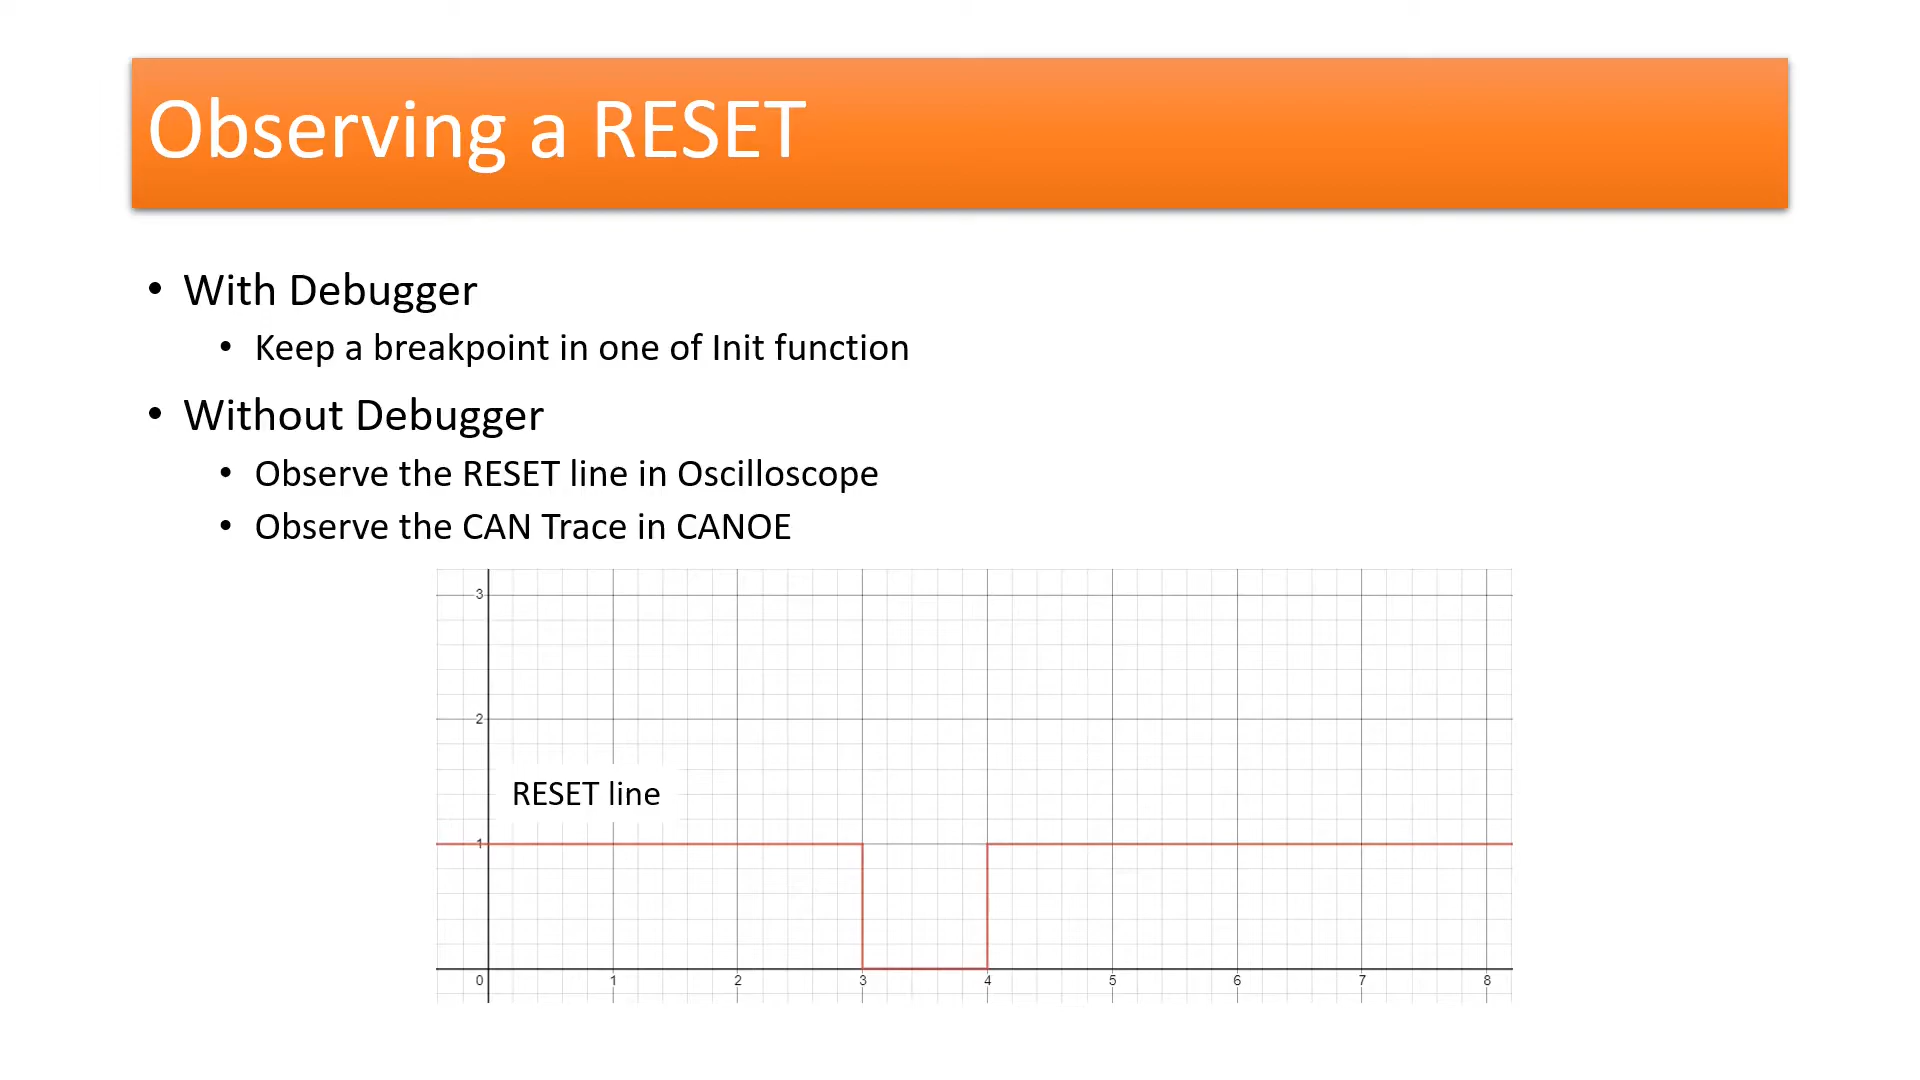 Observing a RESET
• With Debugger
• Keep a breakpoint in one of Init function
• Without Debugger
• Observe the RESET line in Oscilloscope
• Observe the CAN Trace in CANOE
3
2
RESET line
1
0 1 2 3 4 5 6 7 8